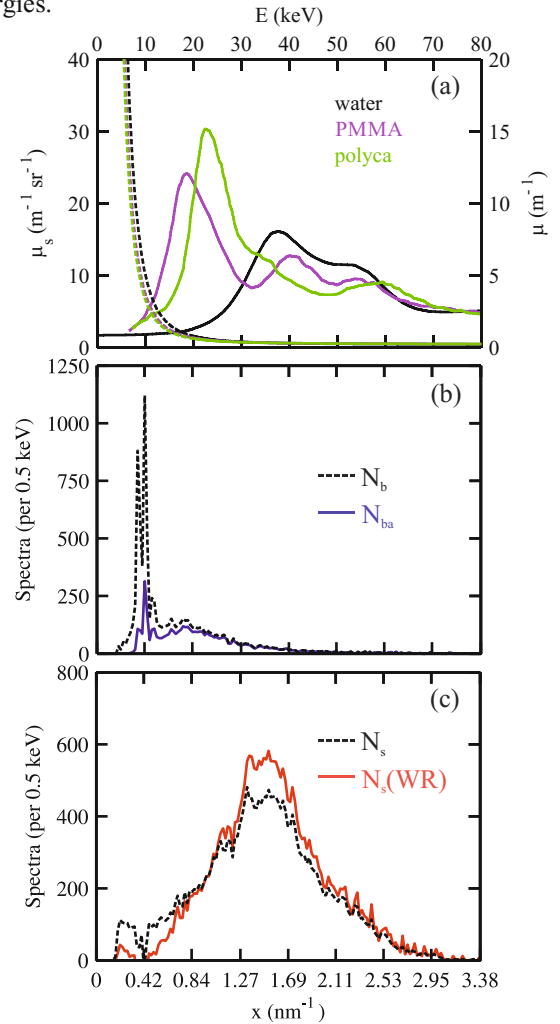 rgies.
E (keV)
0 10 20 30 40 50 60 70 80
40 20
(a)
water
PMMA
polyca
30 15
20 10
10 5
0 0
μs (m⁻¹ sr⁻¹)
μ (m⁻¹)
1250
(b)
1000
750
500
250
0
Spectra (per 0.5 keV)
Nb
Nba
800
(c)
600
400
200
0
Spectra (per 0.5 keV)
Ns
Ns(WR)
0 0.42 0.84 1.27 1.69 2.11 2.53 2.95 3.38
x (nm⁻¹)